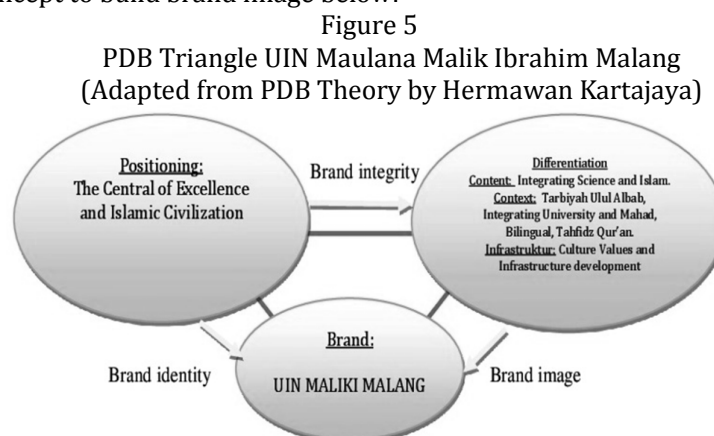 concept to build brand image below:
Figure 5
PDB Triangle UIN Maulana Malik Ibrahim Malang
(Adapted from PDB Theory by Hermawan Kartajaya)
Positioning:
The Central of Excellence
and Islamic Civilization
Brand integrity
Differentiation
Content: Integrating Science and Islam.
Context: Tarbiyah Ulul Albab,
Integrating University and Mahad,
Bilingual, Tahfidz Qur'an.
Infrastruktur: Culture Values and
Infrastructure development
Brand:
UIN MALIKI MALANG
Brand identity
Brand image